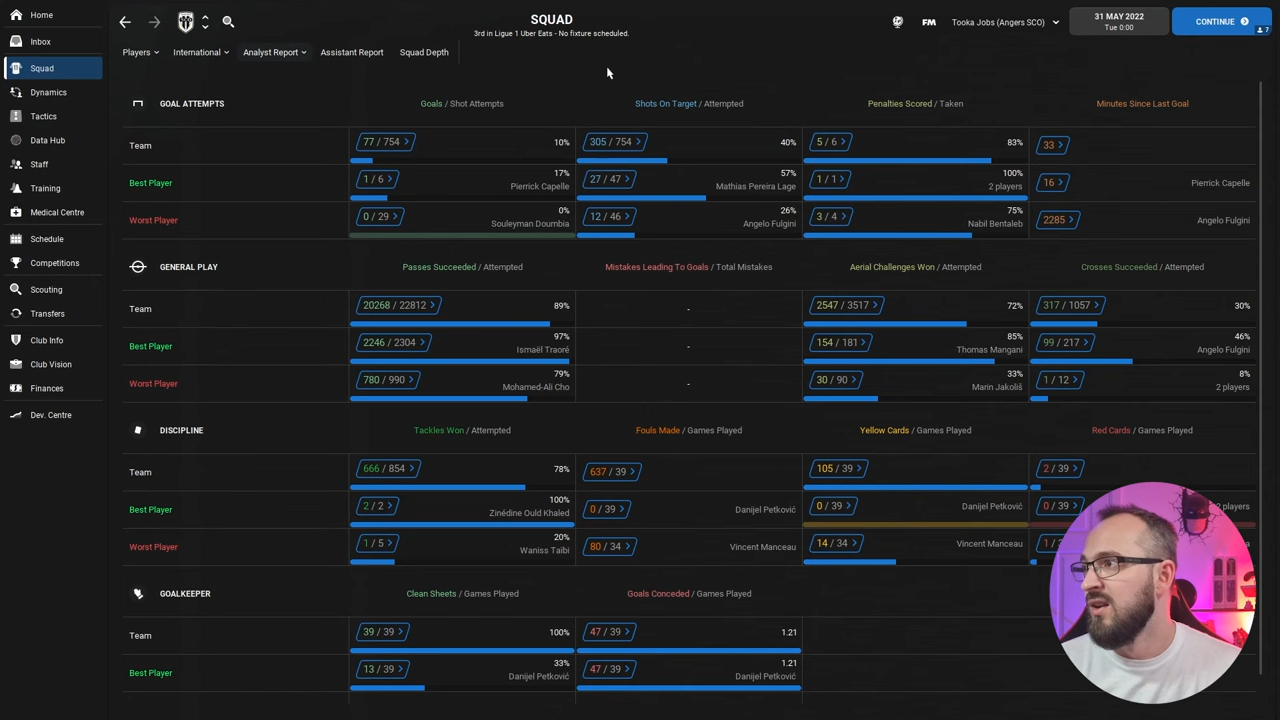 Home
Inbox
Squad
Dynamics
Tactics
Data Hub
Staff
Training
Medical Centre
Schedule
Competitions
Scouting
Transfers
Club Info
Club Vision
Finances
Dev. Centre
SQUAD
3rd in Ligue 1 Uber Eats - No fixture scheduled.
FM
Tooka Jobs (Angers SCO)
31 MAY 2022
Tue 0:00
CONTINUE
7
Players
International
Analyst Report
Assistant Report
Squad Depth
GOAL ATTEMPTS
Goals / Shot Attempts
Shots On Target / Attempted
Penalties Scored / Taken
Minutes Since Last Goal
Team
77 / 754
10%
305 / 754
40%
5 / 6
83%
33
Best Player
1 / 6
17%
Pierrick Capelle
27 / 47
57%
Mathias Pereira Lage
1 / 1
100%
2 players
16
Pierrick Capelle
Worst Player
0 / 29
0%
Souleyman Doumbia
12 / 46
26%
Angelo Fulgini
3 / 4
75%
Nabil Bentaleb
2285
Angelo Fulgini
GENERAL PLAY
Passes Succeeded / Attempted
Mistakes Leading To Goals / Total Mistakes
Aerial Challenges Won / Attempted
Crosses Succeeded / Attempted
Team
20268 / 22812
89%
-
2547 / 3517
72%
317 / 1057
30%
Best Player
2246 / 2304
97%
Ismaël Traoré
-
154 / 181
85%
Thomas Mangani
99 / 217
46%
Angelo Fulgini
Worst Player
780 / 990
79%
Mohamed-Ali Cho
-
30 / 90
33%
Marin Jakoliš
1 / 12
8%
2 players
DISCIPLINE
Tackles Won / Attempted
Fouls Made / Games Played
Yellow Cards / Games Played
Red Cards / Games Played
Team
666 / 854
78%
637 / 39
105 / 39
2 / 39
Best Player
2 / 2
100%
Zinédine Ould Khaled
0 / 39
Danijel Petković
0 / 39
Danijel Petković
0 / 39
players
Worst Player
1 / 5
20%
Waniss Taibi
80 / 34
Vincent Manceau
14 / 34
Vincent Manceau
GOALKEEPER
Clean Sheets / Games Played
Goals Conceded / Games Played
Team
39 / 39
100%
47 / 39
1.21
Best Player
13 / 39
33%
Danijel Petković
47 / 39
1.21
Danijel Petković